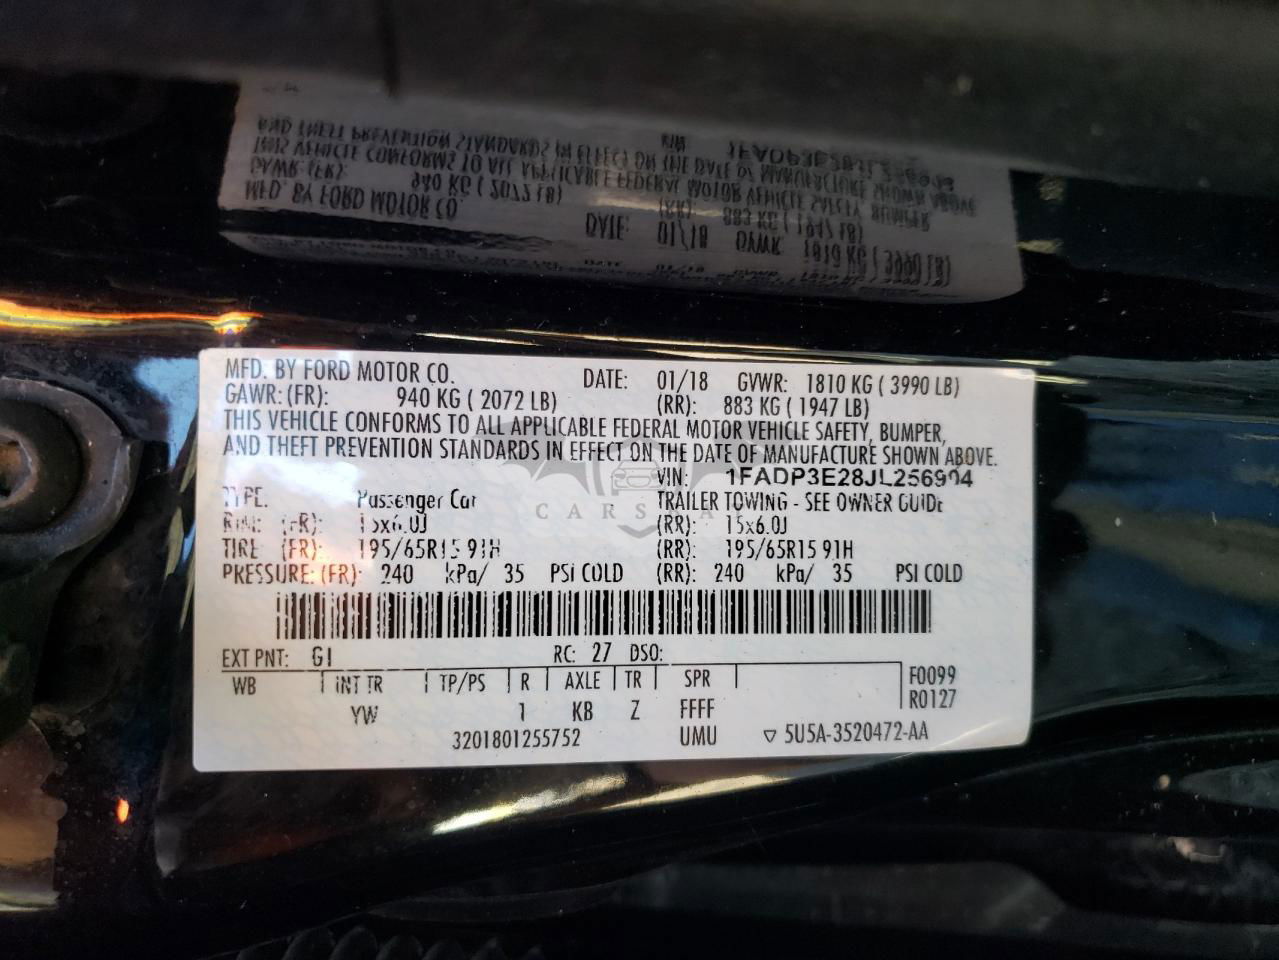 MFD. BY FORD MOTOR CO. DATE: 01/18 GVWR: 1810 KG ( 3990 LB)
GAWR: (FR): 940 KG ( 2072 LB) (RR): 883 KG ( 1947 LB)
THIS VEHICLE CONFORMS TO ALL APPLICABLE FEDERAL MOTOR VEHICLE SAFETY, BUMPER,
AND THEFT PREVENTION STANDARDS IN EFFECT ON THE DATE OF MANUFACTURE SHOWN ABOVE.
VIN: 1FADP3E28JL256904
TYPE: Passenger Car TRAILER TOWING - SEE OWNER GUIDE
RIM: (FR): 15x6.0J (RR): 15x6.0J
TIRE (FR): 195/65R15 91H (RR): 195/65R15 91H
PRESSURE: (FR): 240 kPa/ 35 PSI COLD (RR): 240 kPa/ 35 PSI COLD
EXT PNT: G1 RC: 27 DSO:
WB INT TR TP/PS R AXLE TR SPR F0099
YW 1 KB Z FFFF R0127
3201801255752 UMU ▽ 5U5A-3520472-AA